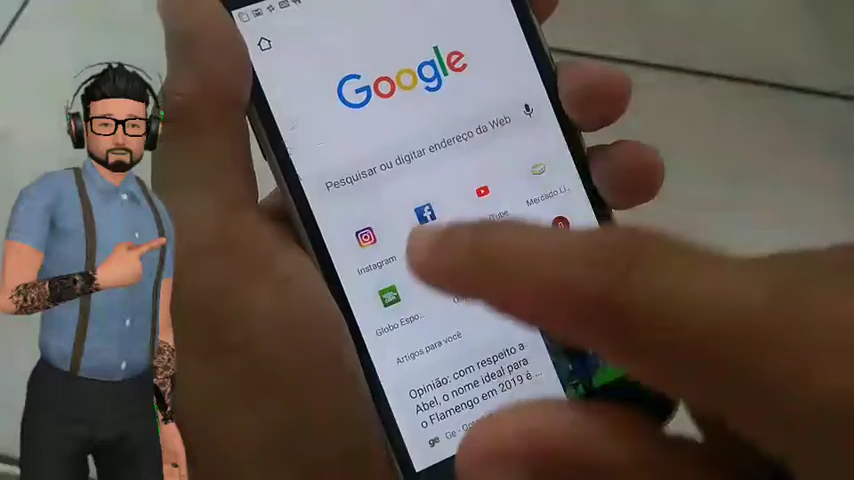 Google
Pesquisar ou digitar endereço da Web
Mercado Li..
Instagram
Globo Espo..
Artigos para você
Opinião: com respeito a
Abel, o nome ideal para
o Flamengo em 2019 é...
ge